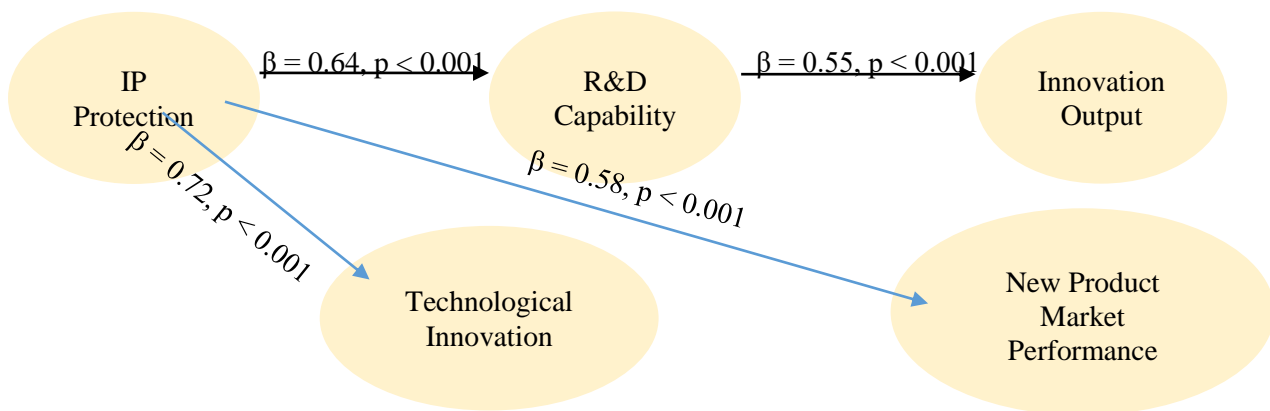 IP
Protection
β = 0.64, p < 0.001
R&D
Capability
β = 0.55, p < 0.001
Innovation
Output
β = 0.72, p < 0.001
β = 0.58, p < 0.001
Technological
Innovation
New Product
Market
Performance